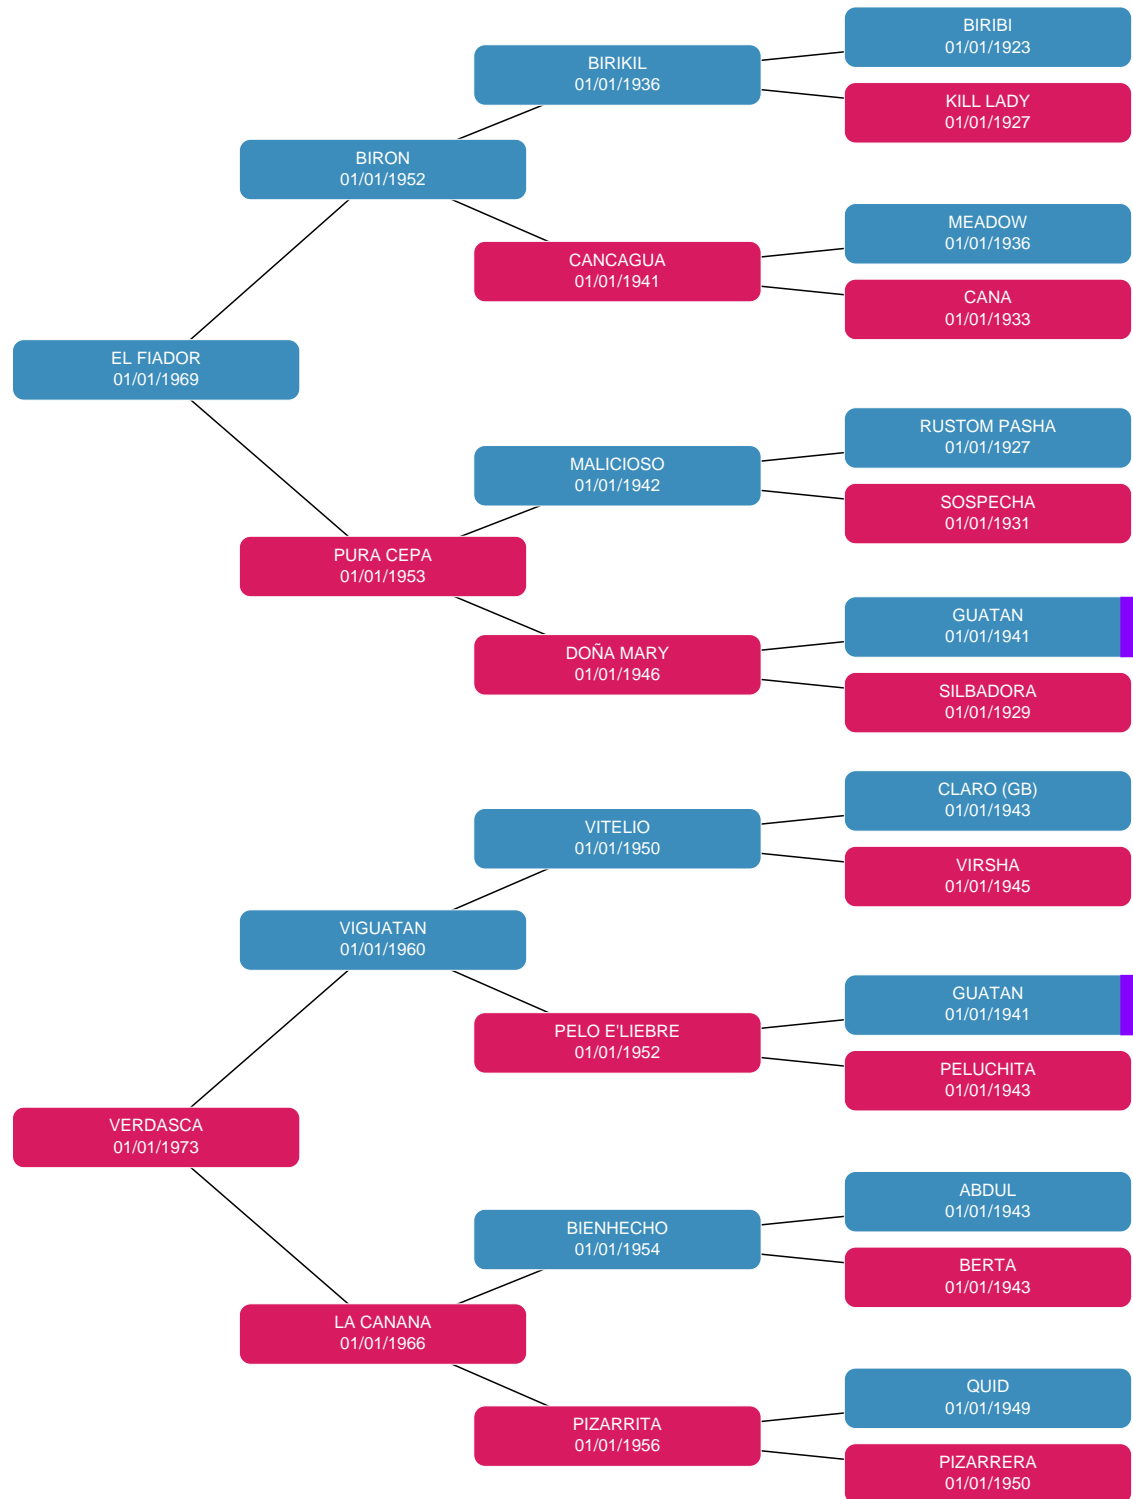 BIRIBI
01/01/1923
BIRIKIL
01/01/1936
KILL LADY
01/01/1927
BIRON
01/01/1952
MEADOW
01/01/1936
CANCAGUA
01/01/1941
CANA
01/01/1933
EL FIADOR
01/01/1969
RUSTOM PASHA
01/01/1927
MALICIOSO
01/01/1942
SOSPECHA
01/01/1931
PURA CEPA
01/01/1953
GUATAN
01/01/1941
DOÑA MARY
01/01/1946
SILBADORA
01/01/1929
CLARO (GB)
01/01/1943
VITELIO
01/01/1950
VIRSHA
01/01/1945
VIGUATAN
01/01/1960
GUATAN
01/01/1941
PELO E'LIEBRE
01/01/1952
PELUCHITA
01/01/1943
VERDASCA
01/01/1973
ABDUL
01/01/1943
BIENHECHO
01/01/1954
BERTA
01/01/1943
LA CANANA
01/01/1966
QUID
01/01/1949
PIZARRITA
01/01/1956
PIZARRERA
01/01/1950